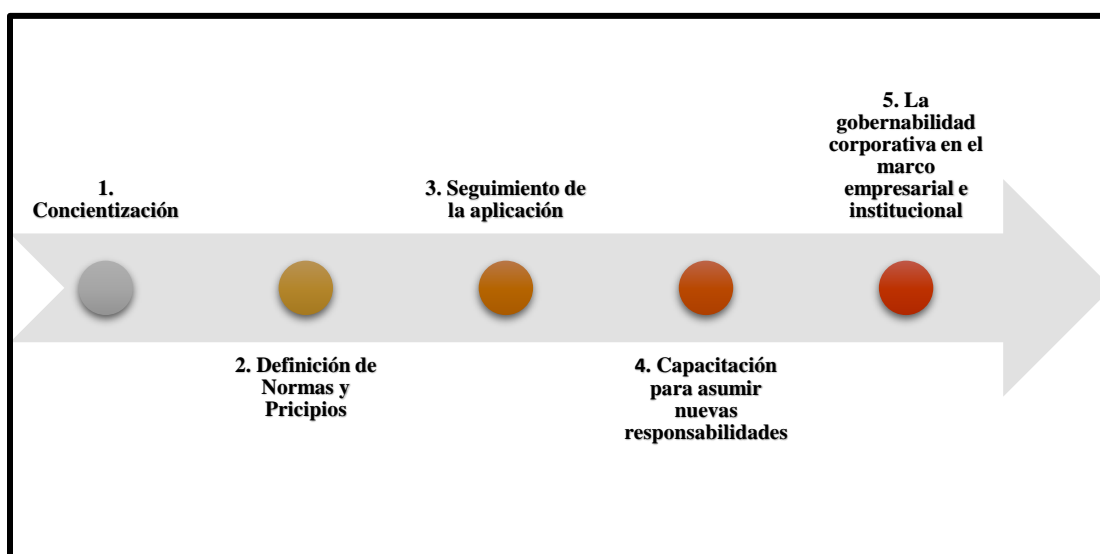 1.
Concientización
2. Definición de
Normas y
Pricipios
3. Seguimiento de
la aplicación
4. Capacitación
para asumir
nuevas
responsabilidades
5. La
gobernabilidad
corporativa en el
marco
empresarial e
institucional